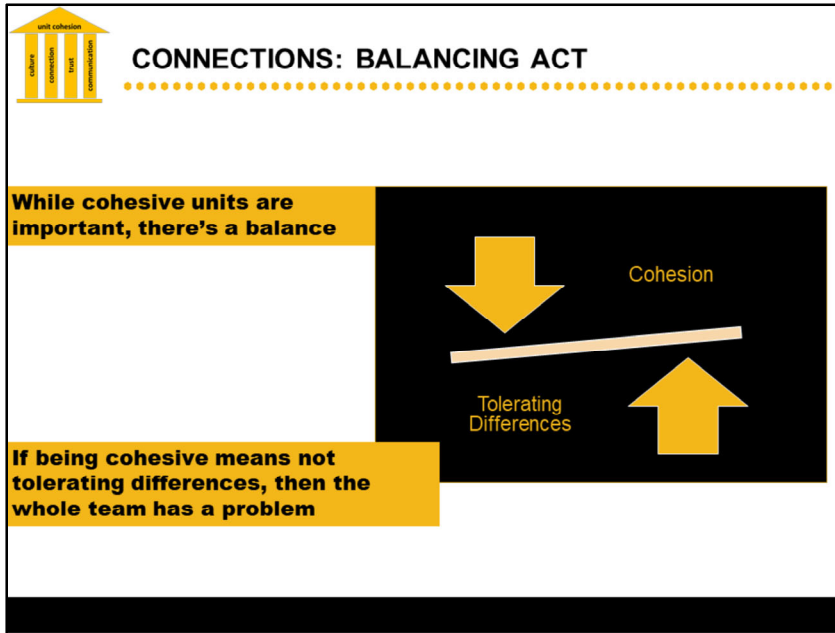 unit cohesion
culture
connection
trust
communication
CONNECTIONS: BALANCING ACT
While cohesive units are
important, there's a balance
Cohesion
Tolerating
Differences
If being cohesive means not
tolerating differences, then the
whole team has a problem